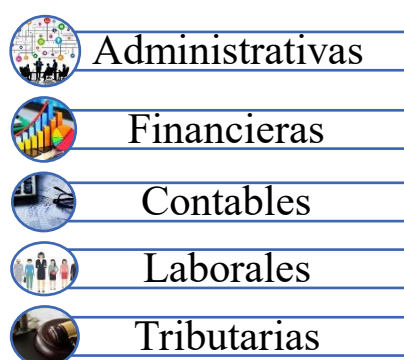 Administrativas
Financieras
Contables
Laborales
Tributarias